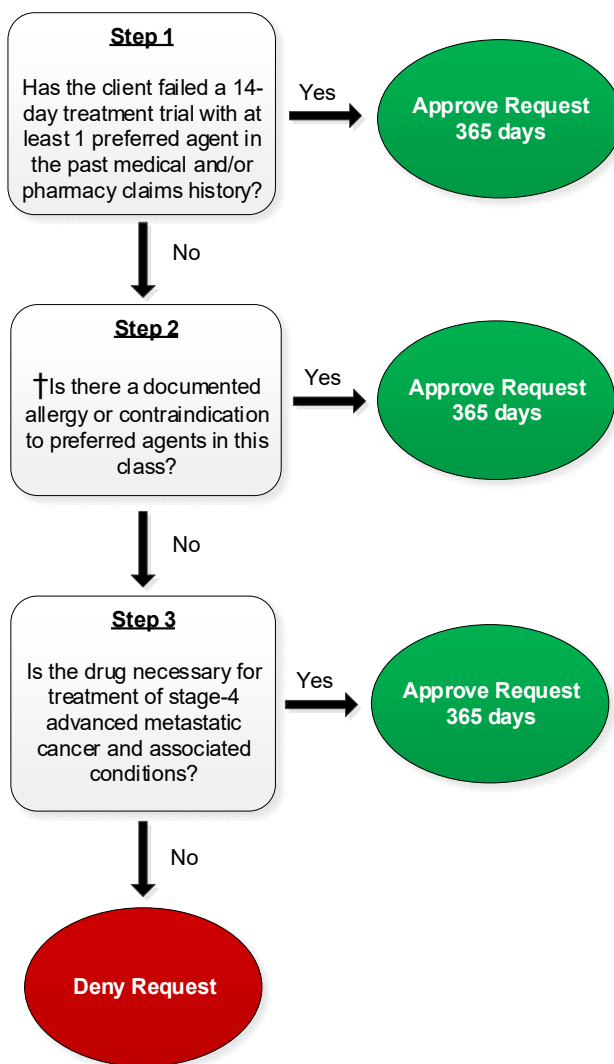 Step 1
Has the client failed a 14-
day treatment trial with at
least 1 preferred agent in
the past medical and/or
pharmacy claims history?
Yes
Approve Request
365 days
No
Step 2
†Is there a documented
allergy or contraindication
to preferred agents in this
class?
Yes
Approve Request
365 days
No
Step 3
Is the drug necessary for
treatment of stage-4
advanced metastatic
cancer and associated
conditions?
Yes
Approve Request
365 days
No
Deny Request